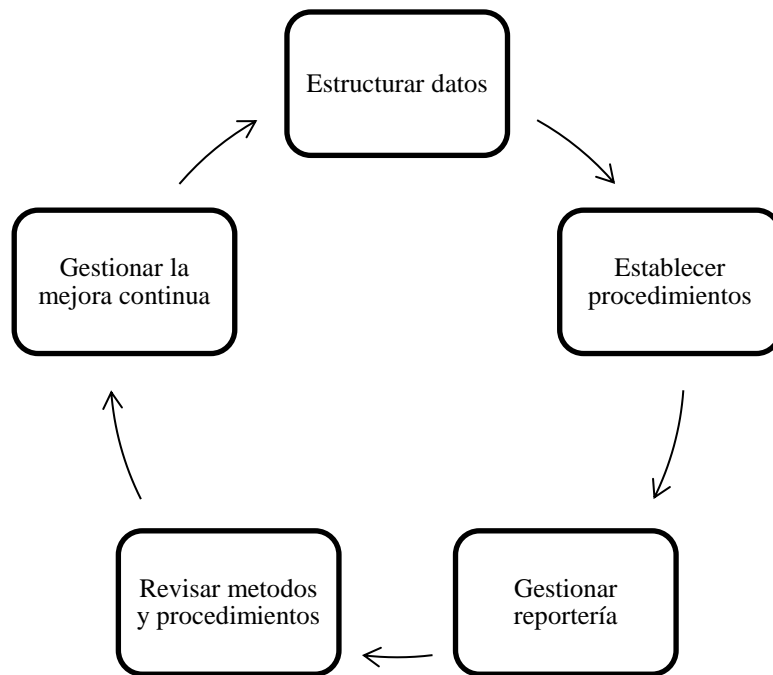 Estructurar datos
Establecer
procedimientos
Gestionar
reportería
Revisar metodos
y procedimientos
Gestionar la
mejora continua